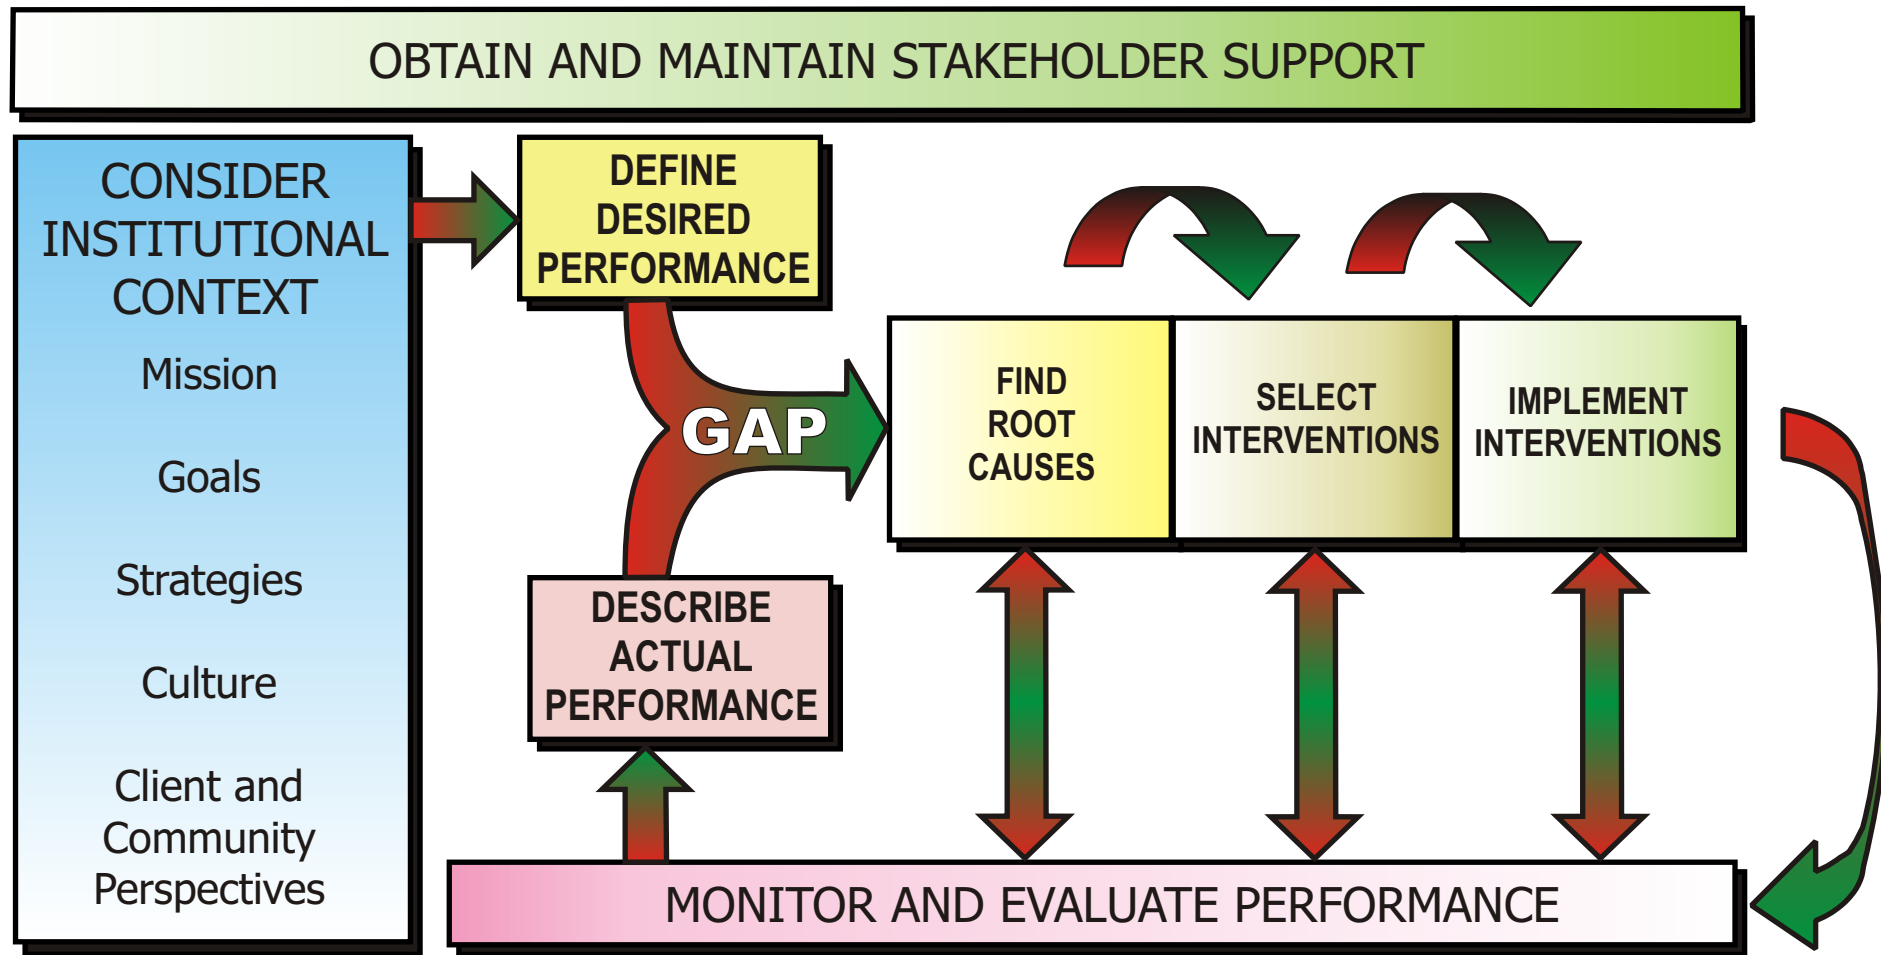 OBTAIN AND MAINTAIN STAKEHOLDER SUPPORT
CONSIDER
INSTITUTIONAL
CONTEXT
Mission
Goals
Strategies
Culture
Client and
Community
Perspectives
DEFINE
DESIRED
PERFORMANCE
GAP
DESCRIBE
ACTUAL
PERFORMANCE
FIND
ROOT
CAUSES
SELECT
INTERVENTIONS
IMPLEMENT
INTERVENTIONS
MONITOR AND EVALUATE PERFORMANCE